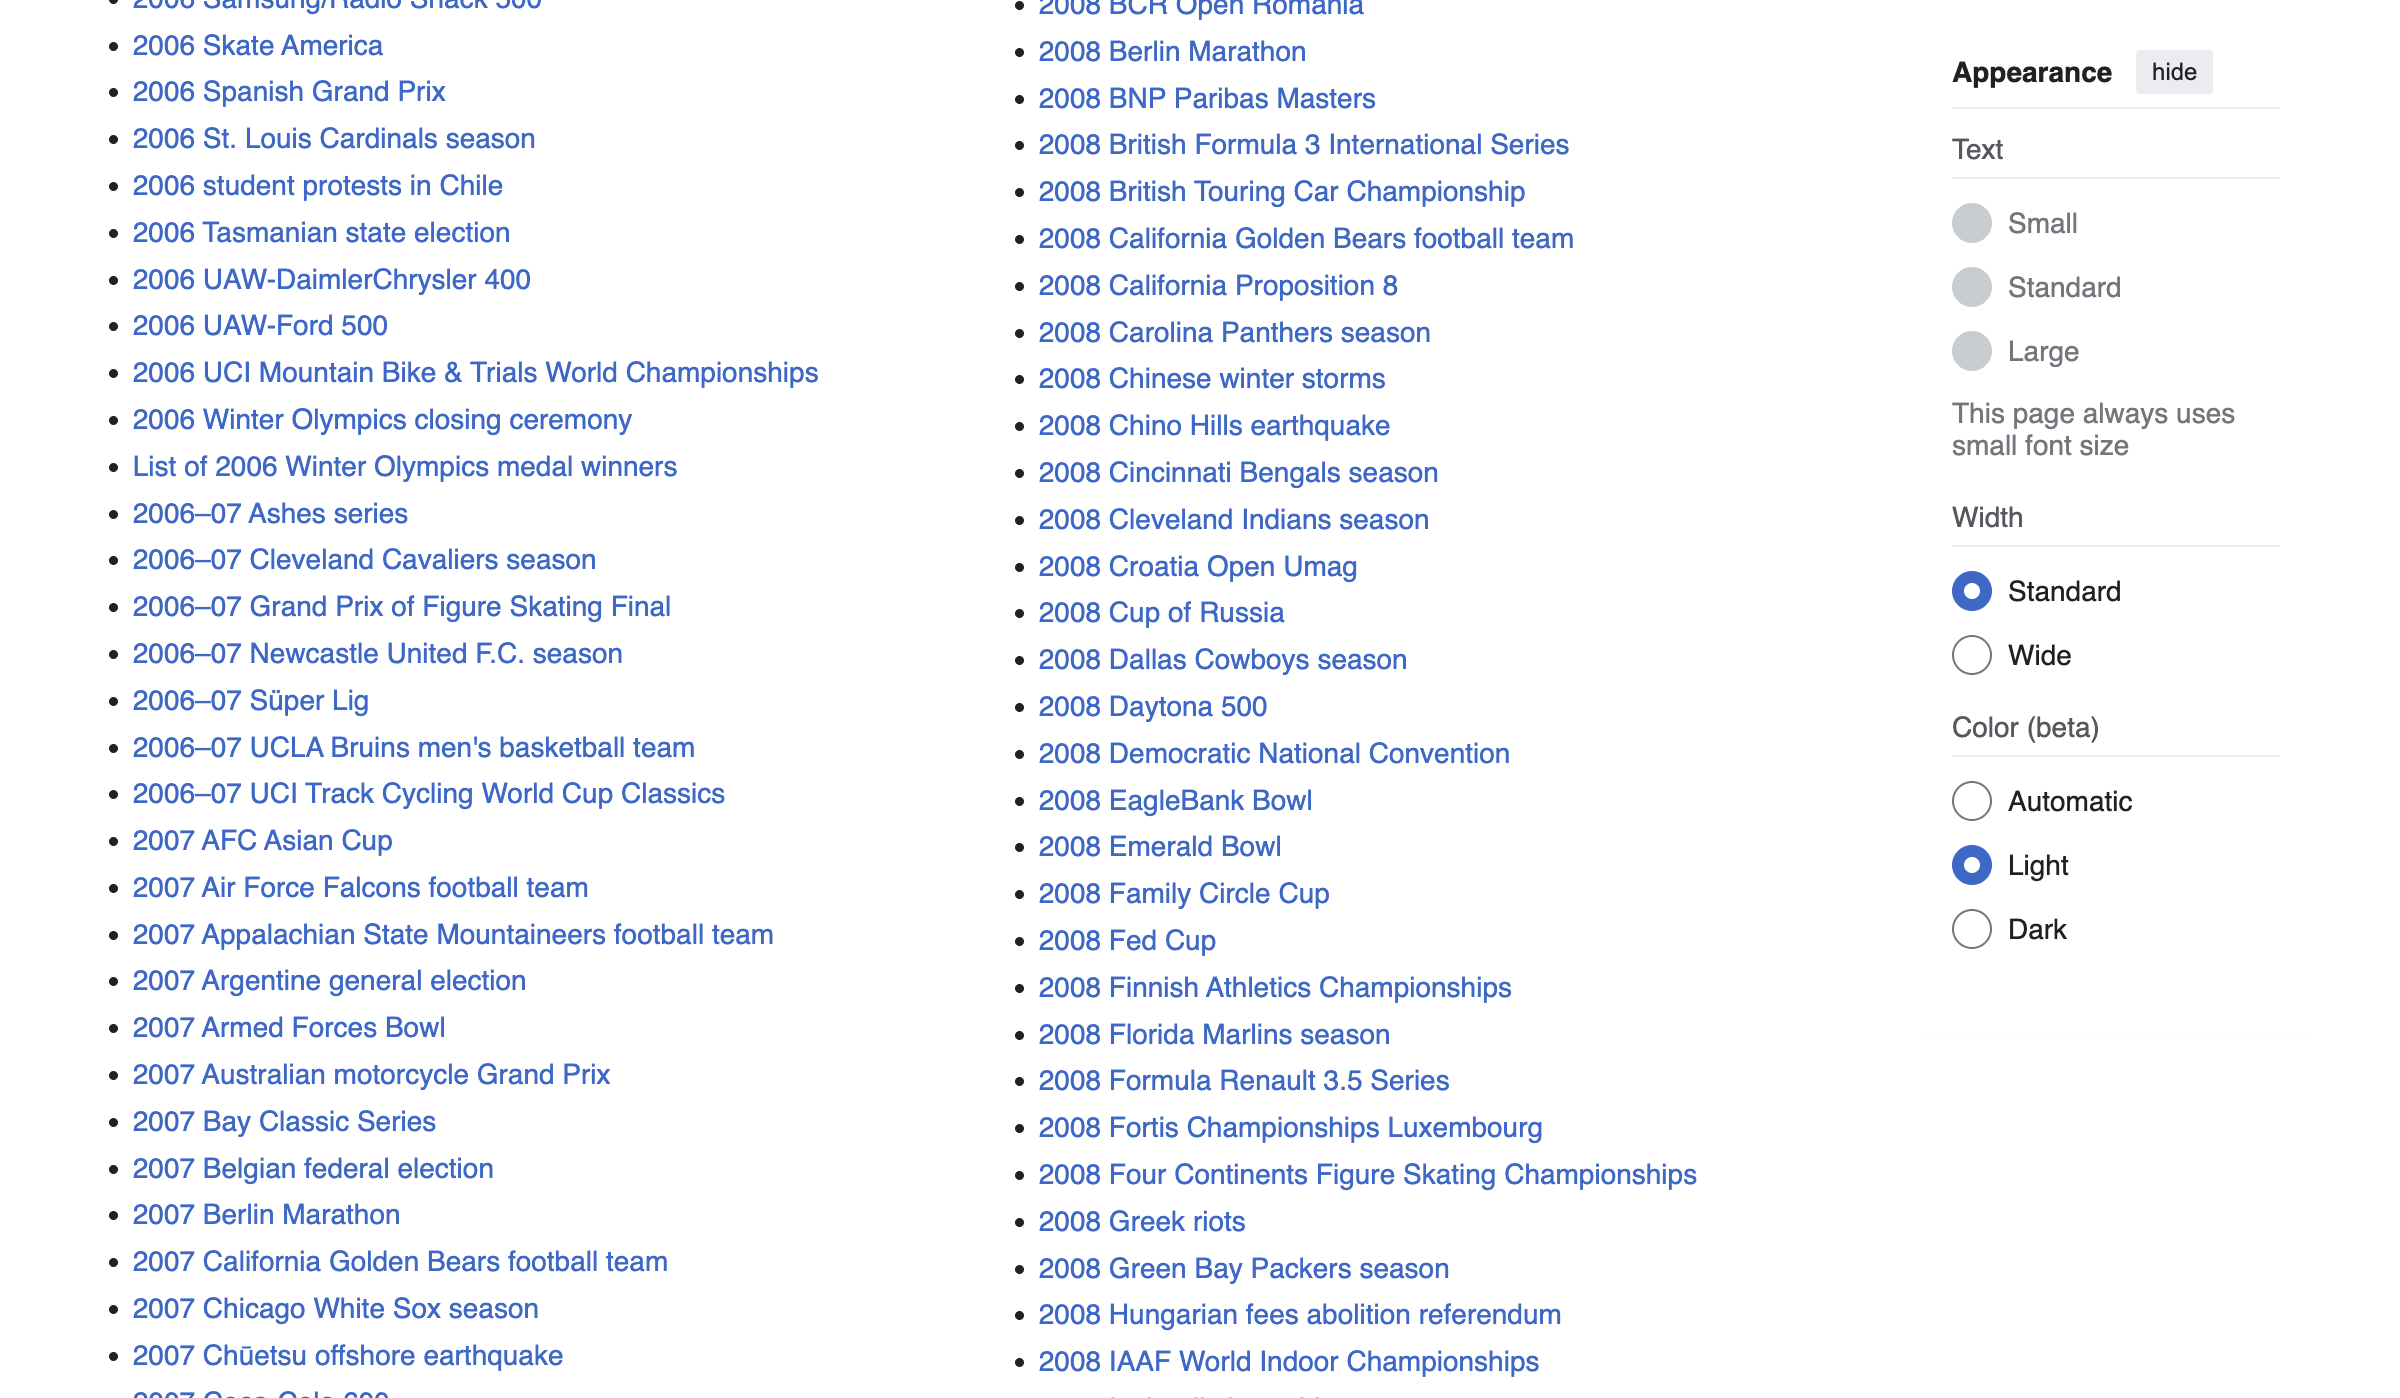 2006 Samsung/Radio Shack 500
2006 Skate America
2006 Spanish Grand Prix
2006 St. Louis Cardinals season
2006 student protests in Chile
2006 Tasmanian state election
2006 UAW-DaimlerChrysler 400
2006 UAW-Ford 500
2006 UCI Mountain Bike & Trials World Championships
2006 Winter Olympics closing ceremony
List of 2006 Winter Olympics medal winners
2006–07 Ashes series
2006–07 Cleveland Cavaliers season
2006–07 Grand Prix of Figure Skating Final
2006–07 Newcastle United F.C. season
2006–07 Süper Lig
2006–07 UCLA Bruins men's basketball team
2006–07 UCI Track Cycling World Cup Classics
2007 AFC Asian Cup
2007 Air Force Falcons football team
2007 Appalachian State Mountaineers football team
2007 Argentine general election
2007 Armed Forces Bowl
2007 Australian motorcycle Grand Prix
2007 Bay Classic Series
2007 Belgian federal election
2007 Berlin Marathon
2007 California Golden Bears football team
2007 Chicago White Sox season
2007 Chūetsu offshore earthquake
2007 Coca-Cola 600
2008 BCR Open Romania
2008 Berlin Marathon
2008 BNP Paribas Masters
2008 British Formula 3 International Series
2008 British Touring Car Championship
2008 California Golden Bears football team
2008 California Proposition 8
2008 Carolina Panthers season
2008 Chinese winter storms
2008 Chino Hills earthquake
2008 Cincinnati Bengals season
2008 Cleveland Indians season
2008 Croatia Open Umag
2008 Cup of Russia
2008 Dallas Cowboys season
2008 Daytona 500
2008 Democratic National Convention
2008 EagleBank Bowl
2008 Emerald Bowl
2008 Family Circle Cup
2008 Fed Cup
2008 Finnish Athletics Championships
2008 Florida Marlins season
2008 Formula Renault 3.5 Series
2008 Fortis Championships Luxembourg
2008 Four Continents Figure Skating Championships
2008 Greek riots
2008 Green Bay Packers season
2008 Hungarian fees abolition referendum
2008 IAAF World Indoor Championships
Appearance hide
Text
Small
Standard
Large
This page always uses
small font size
Width
Standard
Wide
Color (beta)
Automatic
Light
Dark